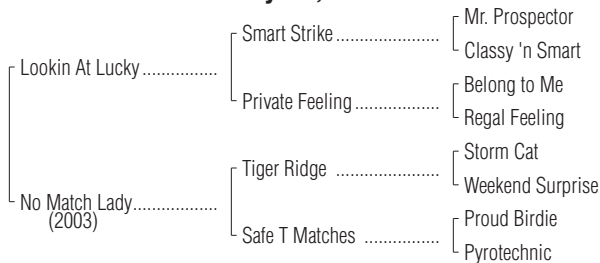 Mr. Prospector
Smart Strike ....................
Classy 'n Smart
Lookin At Lucky ................
Belong to Me
Private Feeling ................
Regal Feeling
Storm Cat
Tiger Ridge ....................
Weekend Surprise
No Match Lady..................
(2003)
Proud Birdie
Safe T Matches ...............
Pyrotechnic